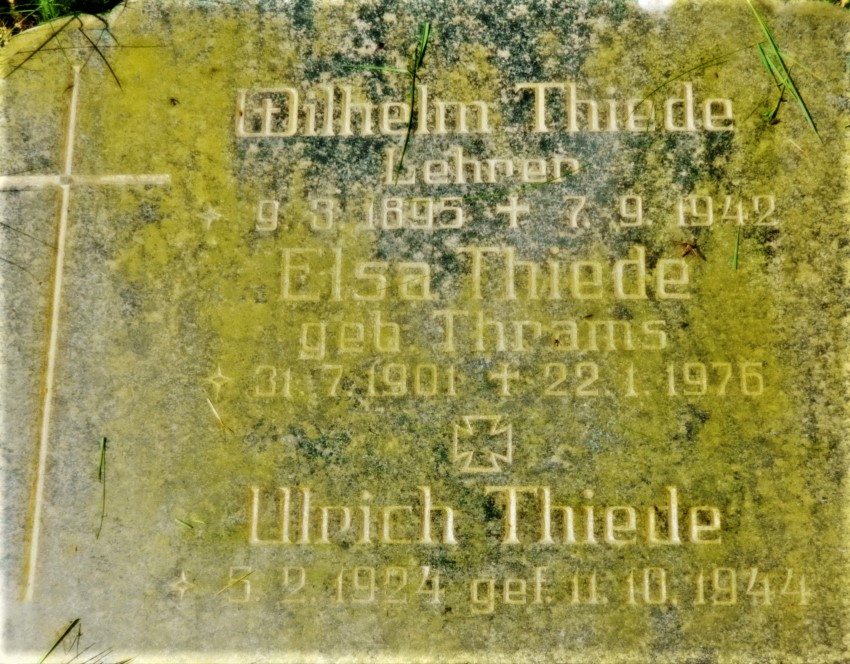 Wilhelm Thiede
Lehrer
9. 3. 1895 7. 9. 1942
Elsa Thiede
geb Thrams
31. 7. 1901 22. 1. 1976
Ulrich Thiede
5. 2. 1924 gef. 11. 10. 1944